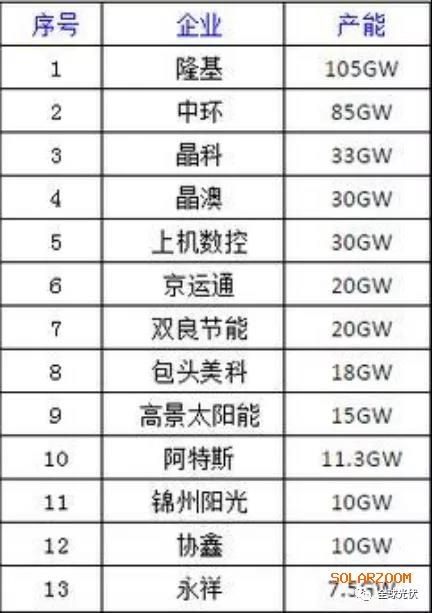 序号 企业 产能
1 隆基 105GW
2 中环 85GW
3 晶科 33GW
4 晶澳 30GW
5 上机数控 30GW
6 京运通 20GW
7 双良节能 20GW
8 包头美科 18GW
9 高景太阳能 15GW
10 阿特斯 11.3GW
11 锦州阳光 10GW
12 协鑫 10GW
SOLARZOOM
13 永祥 7.5GW
全球光伏